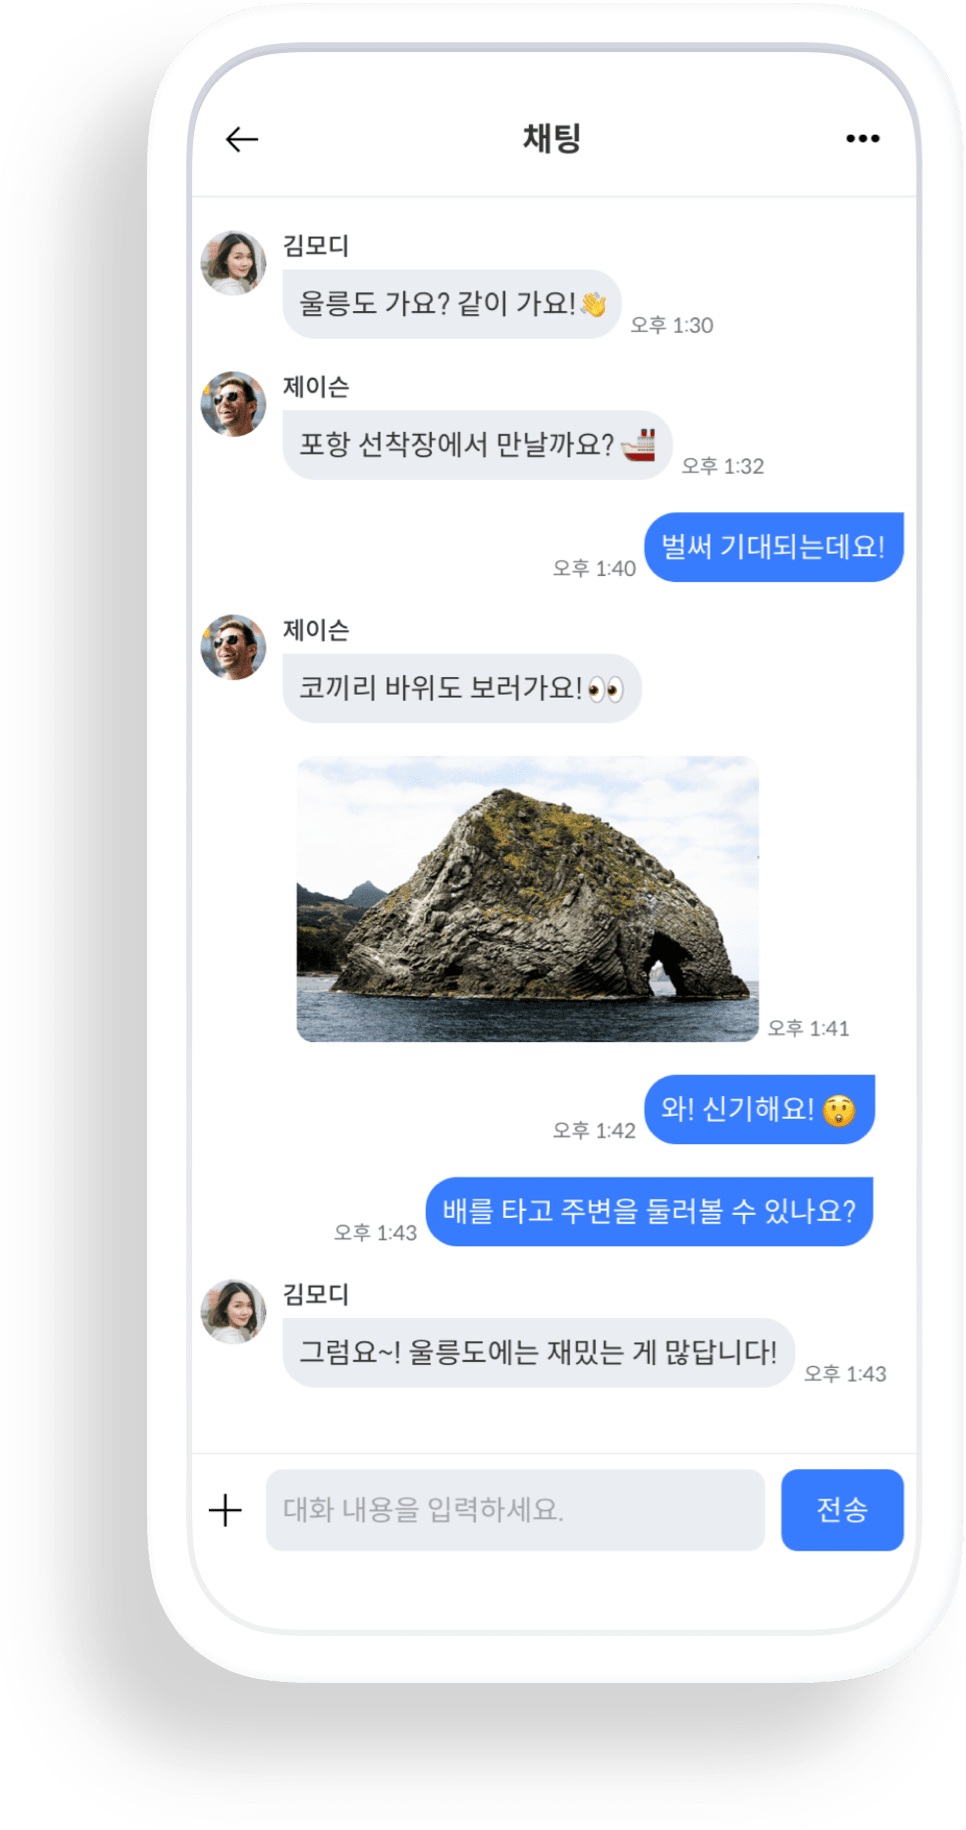 채팅
김모디
울릉도 가요? 같이 가요!👋
오후 1:30
제이슨
포항 선착장에서 만날까요?🚢
오후 1:32
벌써 기대되는데요!
오후 1:40
제이슨
코끼리 바위도 보러가요!👀
오후 1:41
와! 신기해요! 😲
오후 1:42
배를 타고 주변을 둘러볼 수 있나요?
오후 1:43
김모디
그럼요~! 울릉도에는 재밌는 게 많답니다!
오후 1:43
대화 내용을 입력하세요.
전송